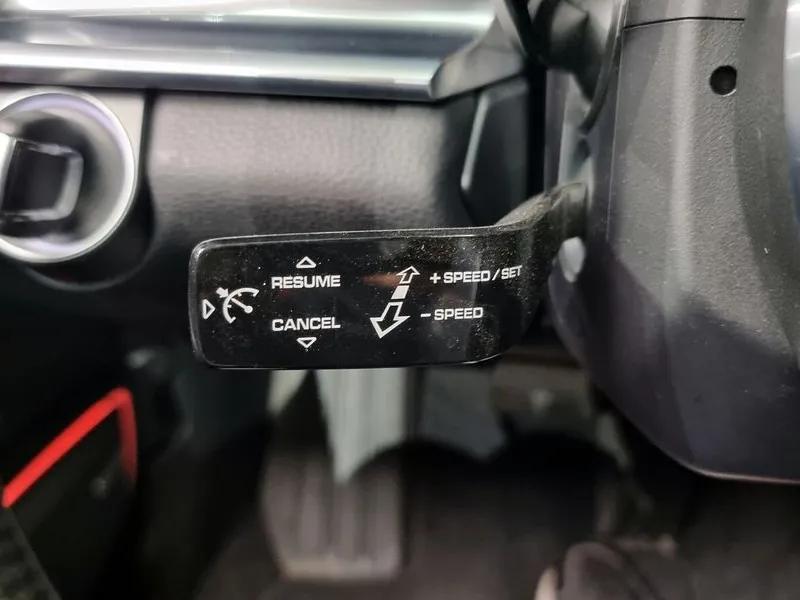 RESUME
+ SPEED / SET
CANCEL
- SPEED